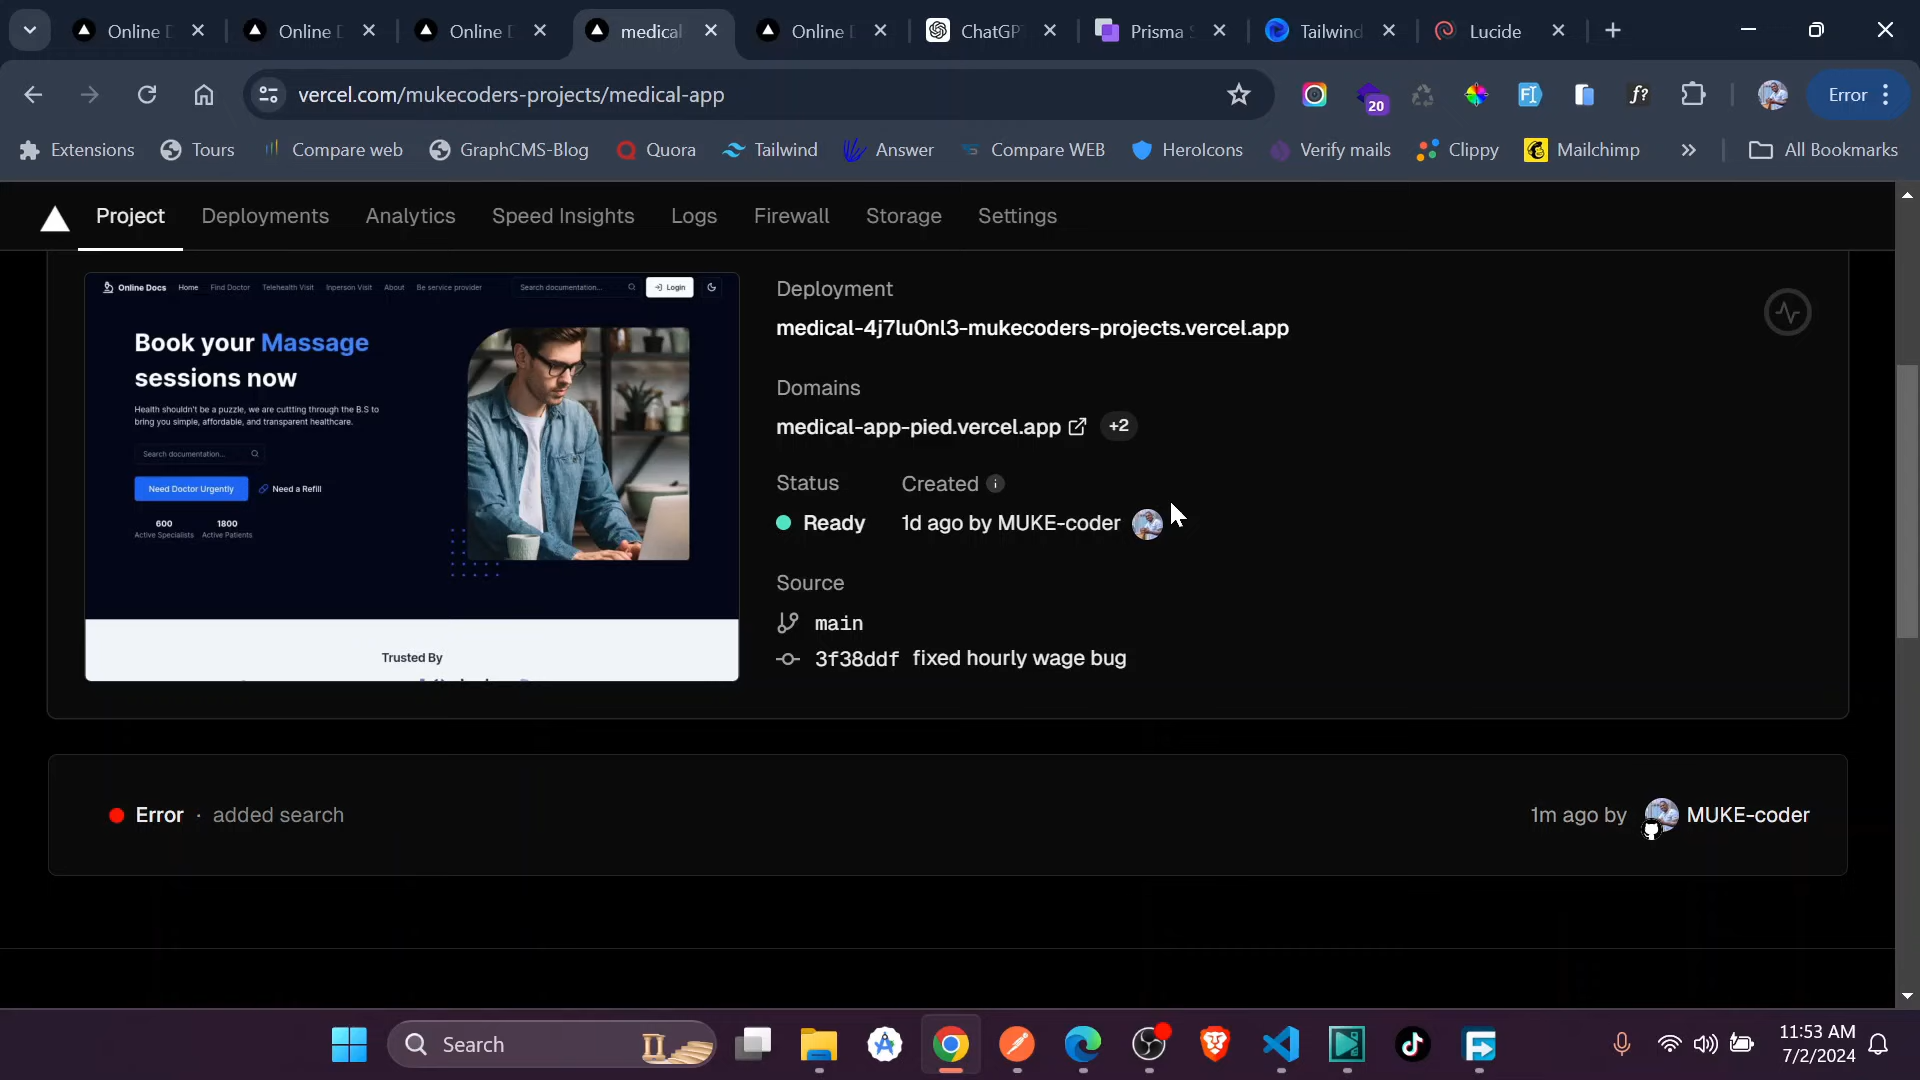 Online D
Online D
Online D
medical
Online D
ChatGP
Prisma
Tailwind
Lucide
vercel.com/mukecoders-projects/medical-app
20
f?
Error
Extensions
Tours
Compare web
GraphCMS-Blog
Quora
Tailwind
Answer
Compare WEB
HeroIcons
Verify mails
Clippy
Mailchimp
All Bookmarks
Project
Deployments
Analytics
Speed Insights
Logs
Firewall
Storage
Settings
Online Docs
Home
Find Doctor
Telehealth Visit
Inperson Visit
About
Be service provider
Search documentation...
Login
Book your Massage
sessions now
Health shouldn't be a puzzle, we are cuttting through the B.S to
bring you simple, affordable, and transparent healthcare.
Search documentation...
Need Doctor Urgently
Need a Refill
600
1800
Active Specialists
Active Patients
Trusted By
Deployment
medical-4j7lu0nl3-mukecoders-projects.vercel.app
Domains
medical-app-pied.vercel.app
+2
Status
Created
Ready
1d ago by MUKE-coder
Source
main
3f38ddf fixed hourly wage bug
Error · added search
1m ago by
MUKE-coder
Search
11:53 AM
7/2/2024